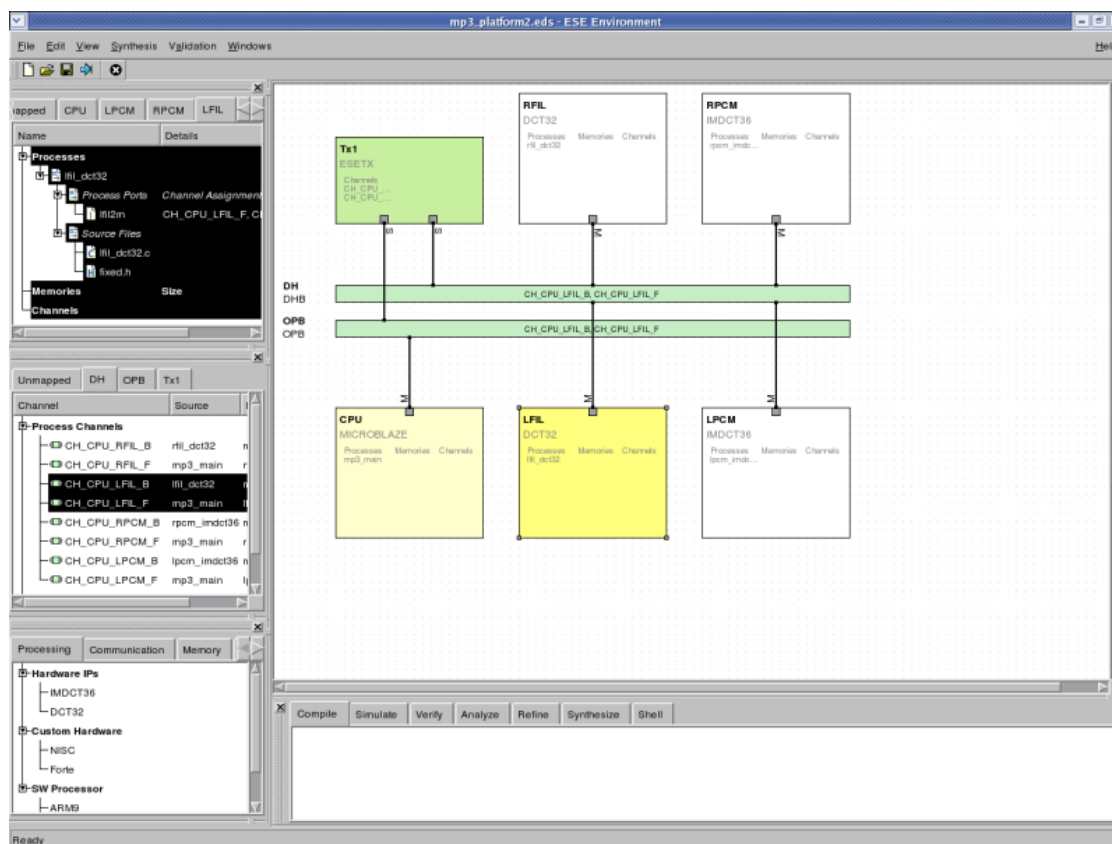 mp3_platform2.eds - ESE Environment
File Edit View Synthesis Validation Windows Hel
apped CPU LPCM RPCM LFIL
Name Details
Processes
lfil_dct32
Process Ports Channel Assignment
lfil2m CH_CPU_LFIL_F, CH
Source Files
lfil_dct32.c
fixed.h
Memories Size
Channels
Unmapped DH OPB Tx1
Channel Source
Process Channels
CH_CPU_RFIL_B rfil_dct32 n
CH_CPU_RFIL_F mp3_main r
CH_CPU_LFIL_B lfil_dct32 n
CH_CPU_LFIL_F mp3_main
CH_CPU_RPCM_B rpcm_imdct36 n
CH_CPU_RPCM_F mp3_main r
CH_CPU_LPCM_B lpcm_imdct36 n
CH_CPU_LPCM_F mp3_main
Processing Communication Memory
Hardware IPs
IMDCT36
DCT32
Custom Hardware
NISC
Forte
SW Processor
ARM9
Tx1
ESETX
Channels
CH_CPU_...
CH_CPU_...
S S
RFIL
DCT32
Processes Memories Channels
rfil_dct32
M
RPCM
IMDCT36
Processes Memories Channels
rpcm_imdc...
M
DH
DHB
CH_CPU_LFIL_B, CH_CPU_LFIL_F
OPB
OPB
CH_CPU_LFIL_B, CH_CPU_LFIL_F
M
CPU
MICROBLAZE
Processes Memories Channels
mp3_main
M
LFIL
DCT32
Processes Memories Channels
lfil_dct32
M
LPCM
IMDCT36
Processes Memories Channels
lpcm_imdc...
Compile Simulate Verify Analyze Refine Synthesize Shell
Ready